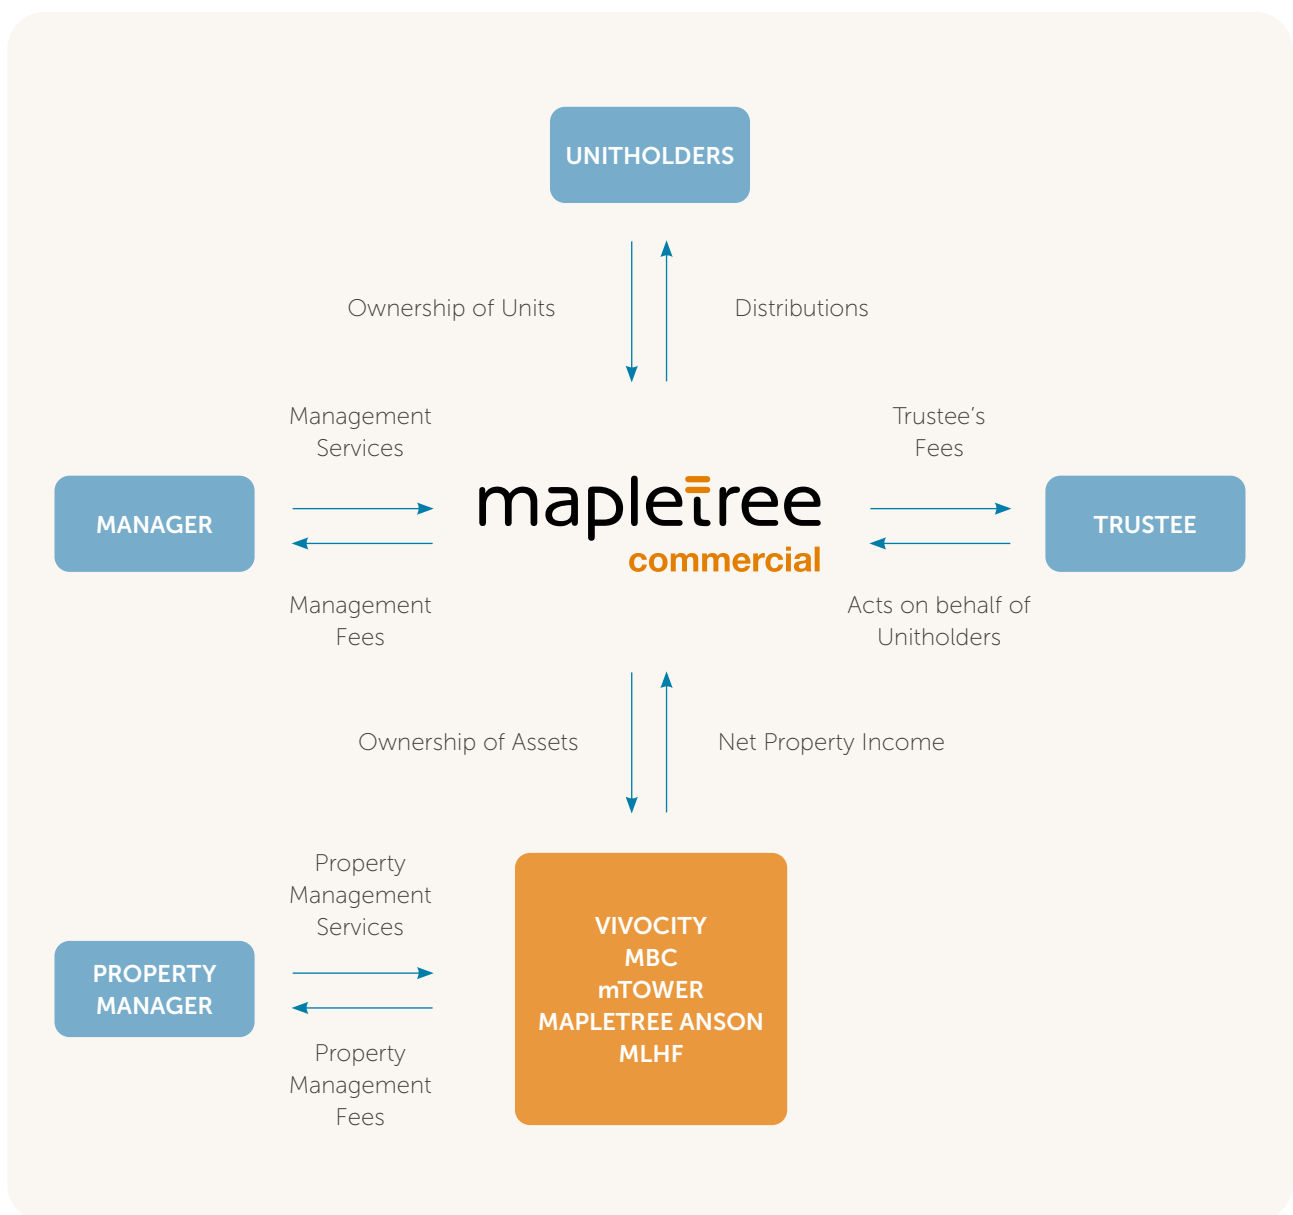 UNITHOLDERS
Ownership of Units
Distributions
Management
Services
Trustee's
Fees
MANAGER
mapletree
commercial
TRUSTEE
Management
Fees
Acts on behalf of
Unitholders
Ownership of Assets
Net Property Income
Property
Management
Services
PROPERTY
MANAGER
VIVOCITY
MBC
mTOWER
MAPLETREE ANSON
MLHF
Property
Management
Fees